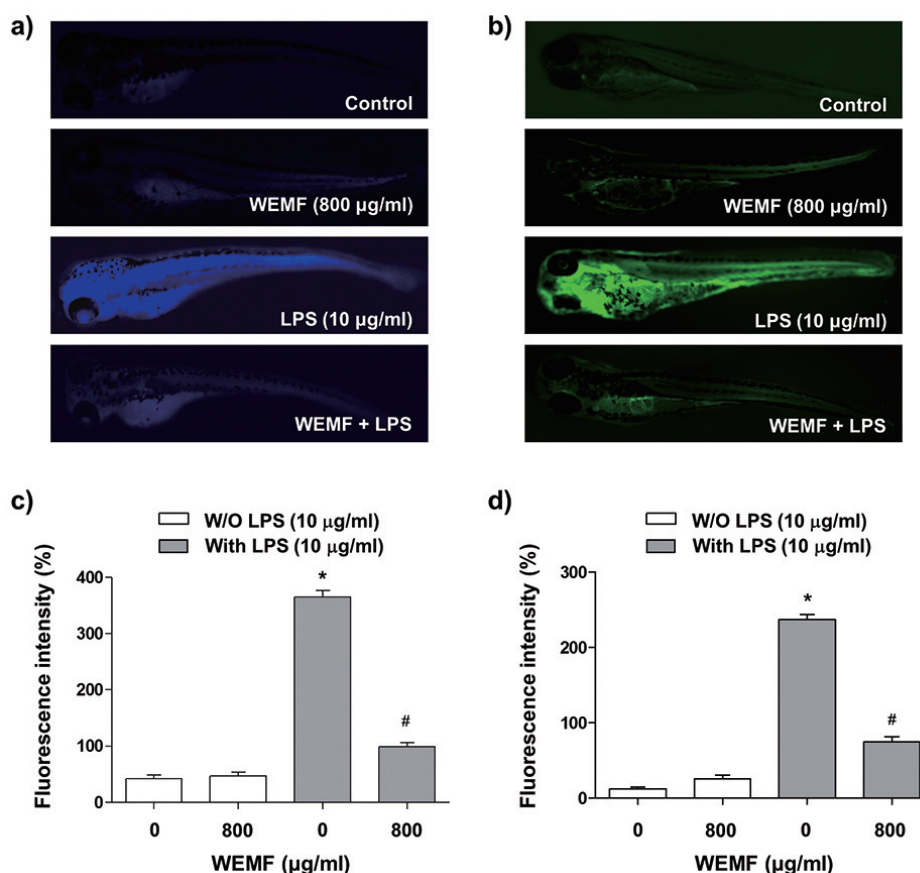 a)
Control
WEMF (800 µg/ml)
LPS (10 µg/ml)
WEMF + LPS
b)
Control
WEMF (800 µg/ml)
LPS (10 µg/ml)
WEMF + LPS
c)
W/O LPS (10 µg/ml)
With LPS (10 µg/ml)
Fluorescence intensity (%)
400
300
200
100
0
*
#
0 800 0 800
WEMF (µg/ml)
d)
W/O LPS (10 µg/ml)
With LPS (10 µg/ml)
Fluorescence intensity (%)
300
200
100
0
*
#
0 800 0 800
WEMF (µg/ml)